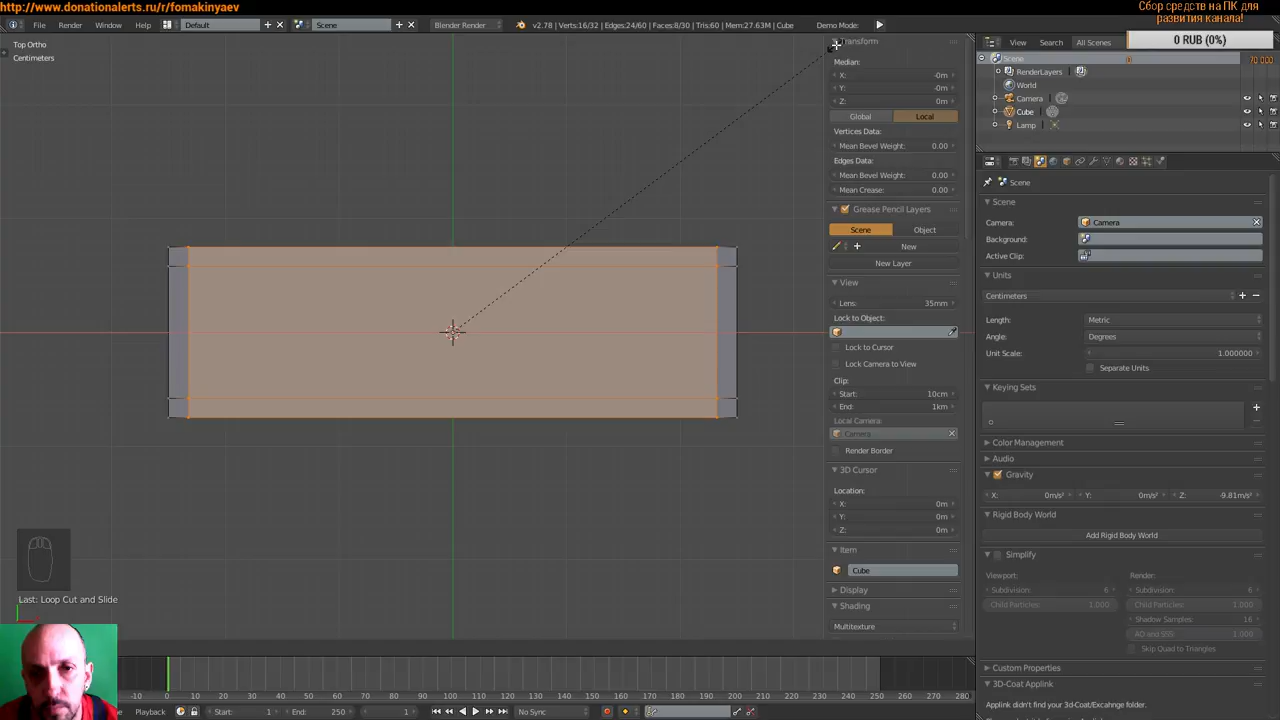 http://www.donationalerts.ru/r/fomakinyaev
Сбор средств на ПК для
развития канала!
0 RUB (0%)
0
70 000
File
Render
Window
Help
Default
Scene
Blender Render
v2.78 | Verts:16/32 | Edges:24/60 | Faces:8/30 | Tris:60 | Mem:27.63M | Cube
Demo Mode:
Top Ortho
Centimeters
Transform
Median:
X: -0m
Y: -0m
Z: 0m
Global
Local
Vertices Data:
Mean Bevel Weight: 0.00
Edges Data:
Mean Bevel Weight: 0.00
Mean Crease: 0.00
Grease Pencil Layers
Scene
Object
New
New Layer
View
Lens: 35mm
Lock to Object:
Lock to Cursor
Lock Camera to View
Clip:
Start: 10cm
End: 1km
Local Camera:
Camera
Render Border
3D Cursor
Location:
X: 0m
Y: 0m
Z: 0m
Item
Cube
Display
Shading
Multitexture
View
Search
All Scenes
Scene
RenderLayers
World
Camera
Cube
Lamp
Scene
Scene
Camera: Camera
Background:
Active Clip:
Units
Centimeters
Length: Metric
Angle: Degrees
Unit Scale: 1.000000
Separate Units
Keying Sets
Color Management
Audio
Gravity
X: 0m/s² Y: 0m/s² Z: -9.81m/s²
Rigid Body World
Add Rigid Body World
Simplify
Viewport: Render:
Subdivision: 6 Subdivision: 6
Child Particles: 1.000 Child Particles: 1.000
Shadow Samples: 16
AO and SSS: 1.000
Skip Quad to Triangles
Custom Properties
3D-Coat Applink
Applink didn't find your 3d-Coat/Excahnge folder.
Last: Loop Cut and Slide
-10 0 10 20 30 40 50 60 70 80 90 100 110 120 130 140 150 160 170 180 190 200 210 220 230 240 250 260 270 280
Playback
Start: 1
End: 250
1
No Sync